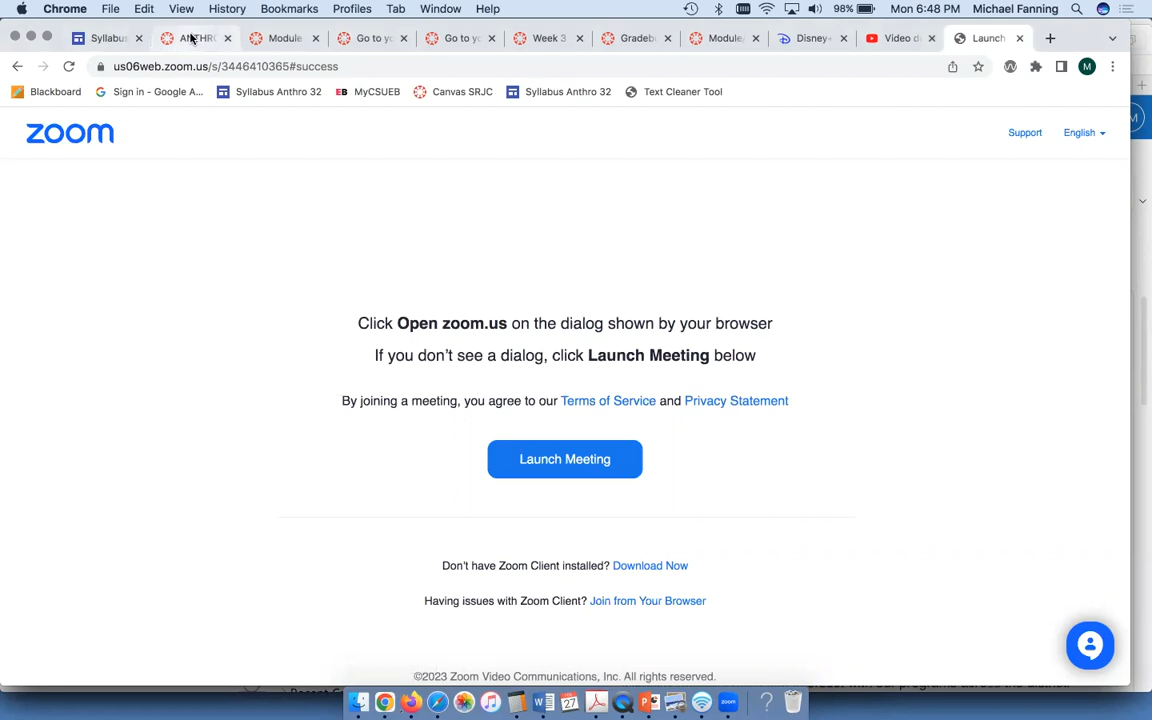 Chrome File Edit View History Bookmarks Profiles Tab Window Help 98% Mon 6:48 PM Michael Fanning
Syllabus Module Go to yo Go to yo Week 3 Gradeb Module Disney+ Video d Launch
us06web.zoom.us/s/3446410365#success M
Blackboard Sign in - Google A... Syllabus Anthro 32 EB MyCSUEB Canvas SRJC Syllabus Anthro 32 Text Cleaner Tool
zoom Support English
Click Open zoom.us on the dialog shown by your browser
If you don't see a dialog, click Launch Meeting below
By joining a meeting, you agree to our Terms of Service and Privacy Statement
Launch Meeting
Don't have Zoom Client installed? Download Now
Having issues with Zoom Client? Join from Your Browser
©2023 Zoom Video Communications, Inc. All rights reserved.
27
zoom